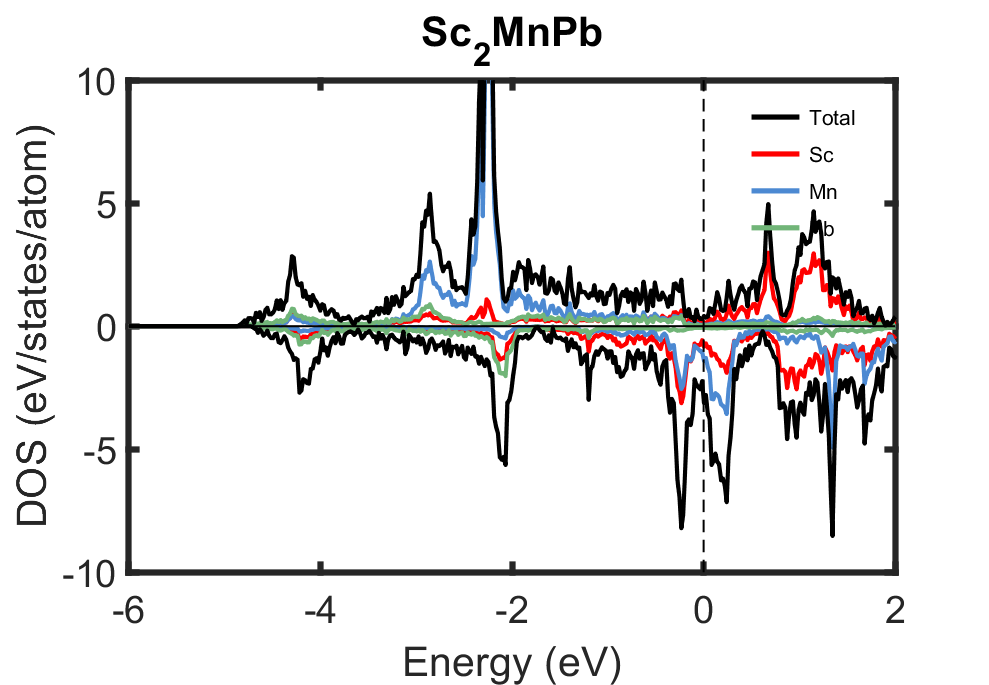 Sc2MnPb
10
5
0
-5
-10
-6 -4 -2 0 2
DOS (eV/states/atom)
Energy (eV)
Total
Sc
Mn
b